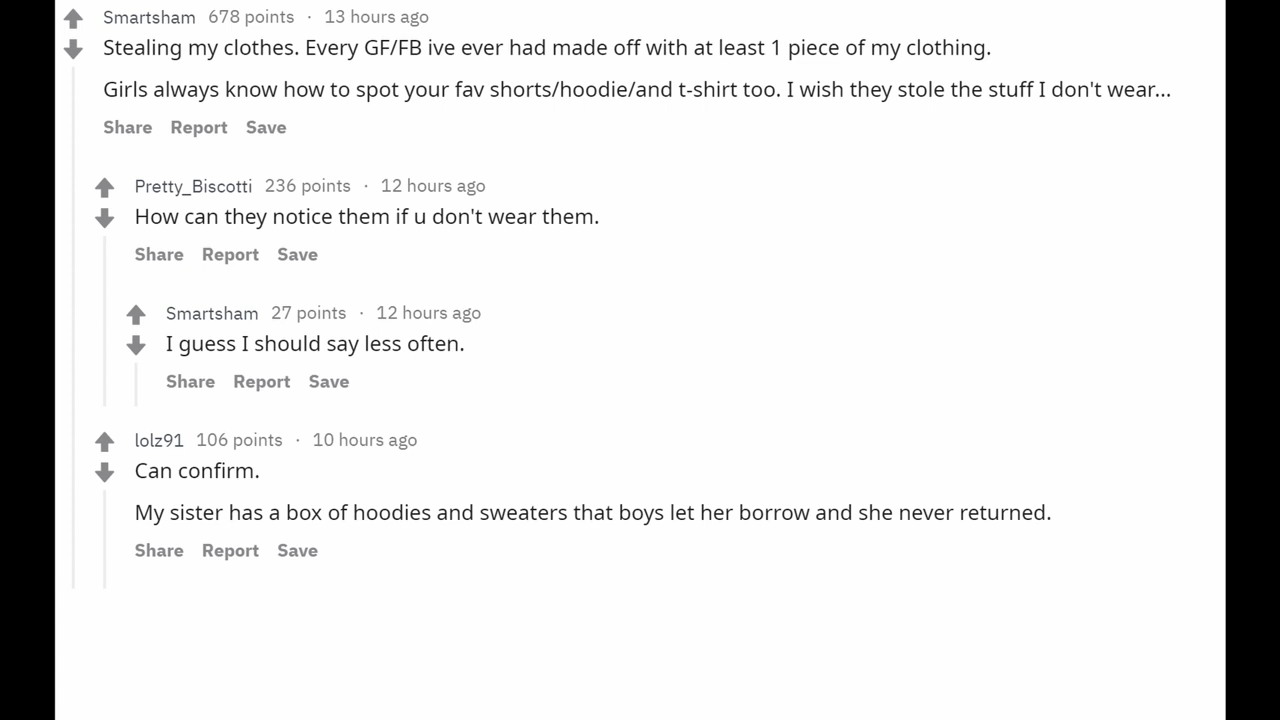 Smartsham 678 points · 13 hours ago
Stealing my clothes. Every GF/FB ive ever had made off with at least 1 piece of my clothing.
Girls always know how to spot your fav shorts/hoodie/and t-shirt too. I wish they stole the stuff I don't wear...
Share Report Save
Pretty_Biscotti 236 points · 12 hours ago
How can they notice them if u don't wear them.
Share Report Save
Smartsham 27 points · 12 hours ago
I guess I should say less often.
Share Report Save
lolz91 106 points · 10 hours ago
Can confirm.
My sister has a box of hoodies and sweaters that boys let her borrow and she never returned.
Share Report Save